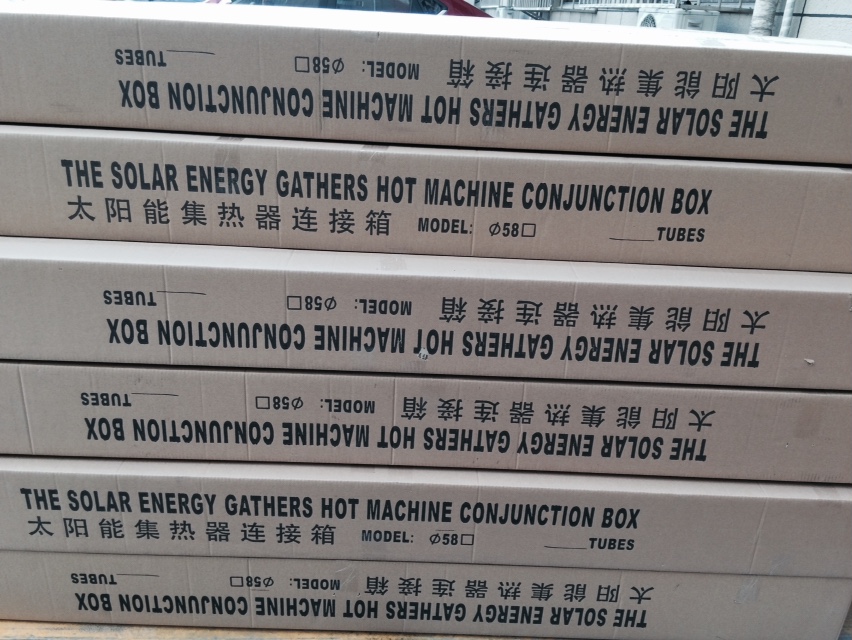 THE SOLAR ENERGY GATHERS HOT MACHINE CONJUNCTION BOX
太阳能集热器连接箱 MODEL: Ø58□ ____TUBES
THE SOLAR ENERGY GATHERS HOT MACHINE CONJUNCTION BOX
太阳能集热器连接箱 MODEL: Ø58□ ____TUBES
THE SOLAR ENERGY GATHERS HOT MACHINE CONJUNCTION BOX
太阳能集热器连接箱 MODEL: Ø58□ ____TUBES
THE SOLAR ENERGY GATHERS HOT MACHINE CONJUNCTION BOX
太阳能集热器连接箱 MODEL: Ø58□ ____TUBES
THE SOLAR ENERGY GATHERS HOT MACHINE CONJUNCTION BOX
太阳能集热器连接箱 MODEL: Ø58□ ____TUBES
THE SOLAR ENERGY GATHERS HOT MACHINE CONJUNCTION BOX
太阳能集热器连接箱 MODEL: Ø58□ ____TUBES